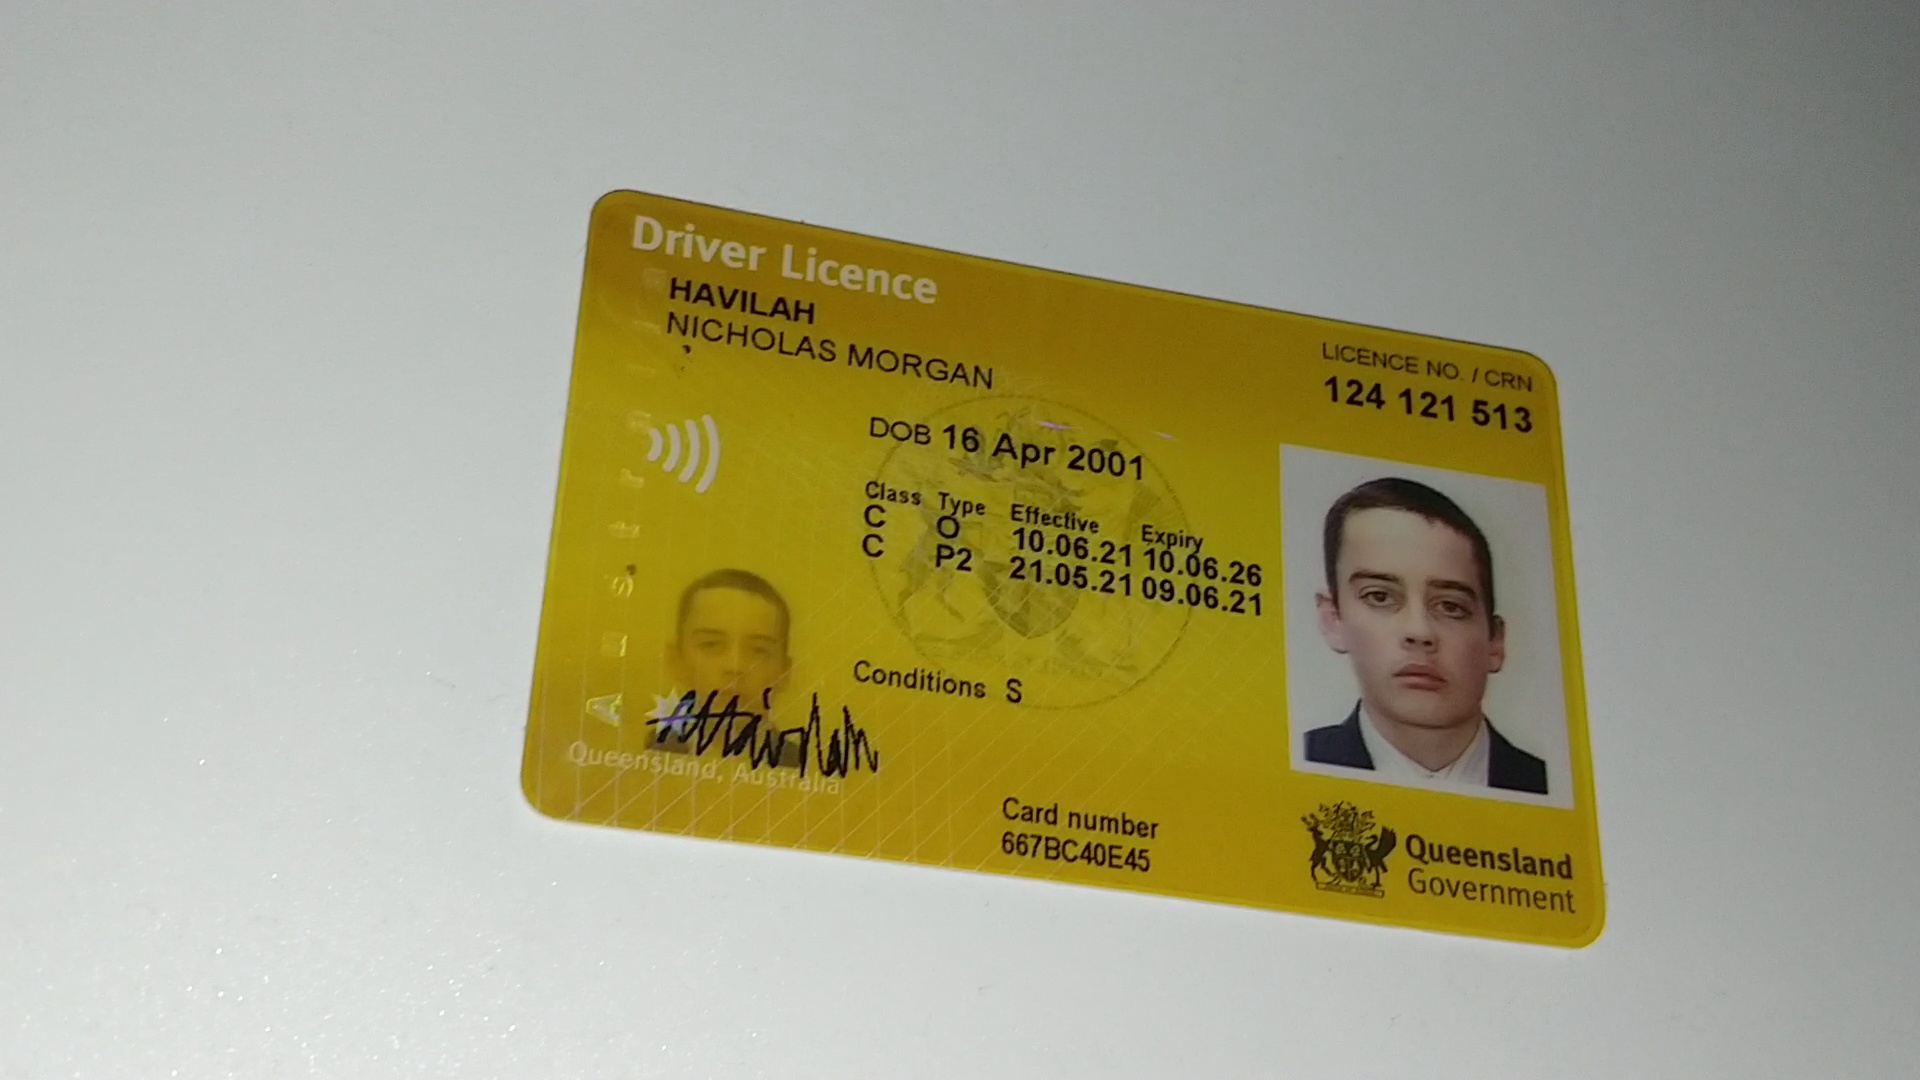 Driver Licence
HAVILAH
NICHOLAS MORGAN
LICENCE NO. / CRN
124 121 513
DOB 16 Apr 2001
Class Type Effective Expiry
C O 10.06.21 10.06.26
C P2 21.05.21 09.06.21
Conditions S
Queensland, Australia
Card number
667BC40E45
Queensland
Government